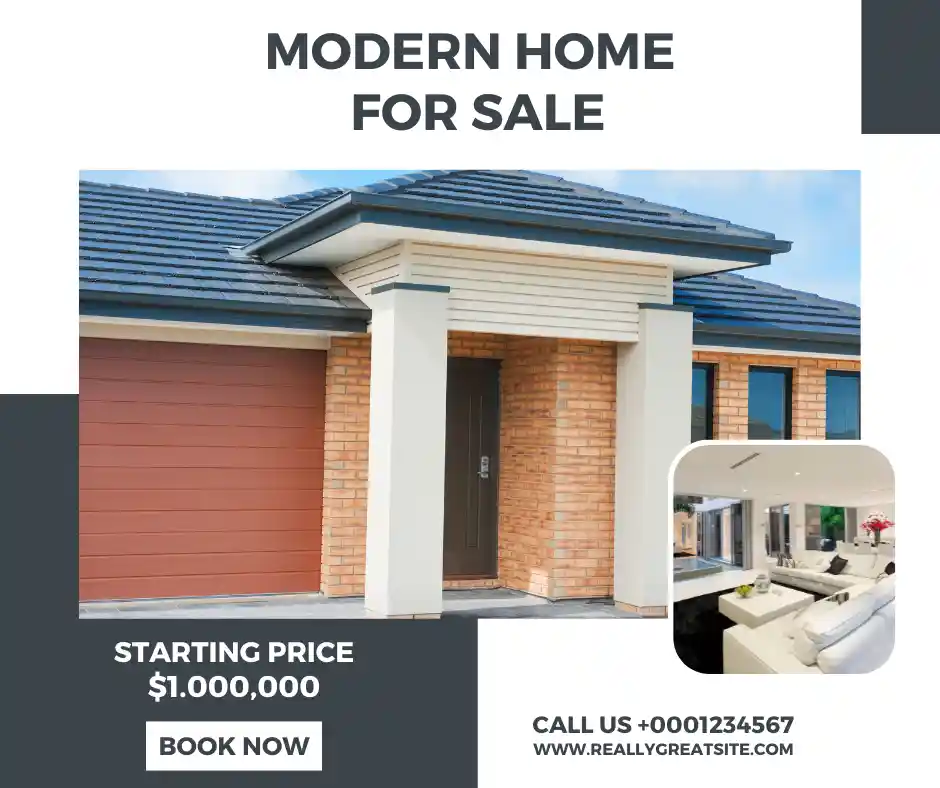 MODERN HOME
FOR SALE
STARTING PRICE
$1.000,000
BOOK NOW
CALL US +0001234567
WWW.REALLYGREATSITE.COM